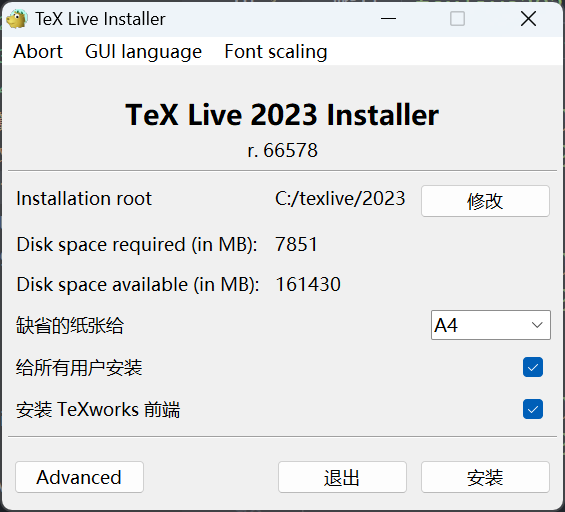 TeX Live Installer
Abort GUI language Font scaling
TeX Live 2023 Installer
r. 66578
Installation root C:/texlive/2023 修改
Disk space required (in MB): 7851
Disk space available (in MB): 161430
缺省的纸张给 A4
给所有用户安装
安装 TeXworks 前端
Advanced 退出 安装